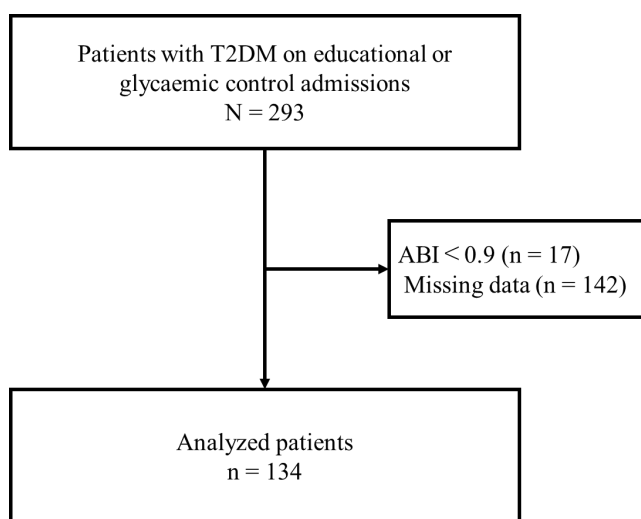 Patients with T2DM on educational or
glycaemic control admissions
N = 293
ABI < 0.9 (n = 17)
Missing data (n = 142)
Analyzed patients
n = 134